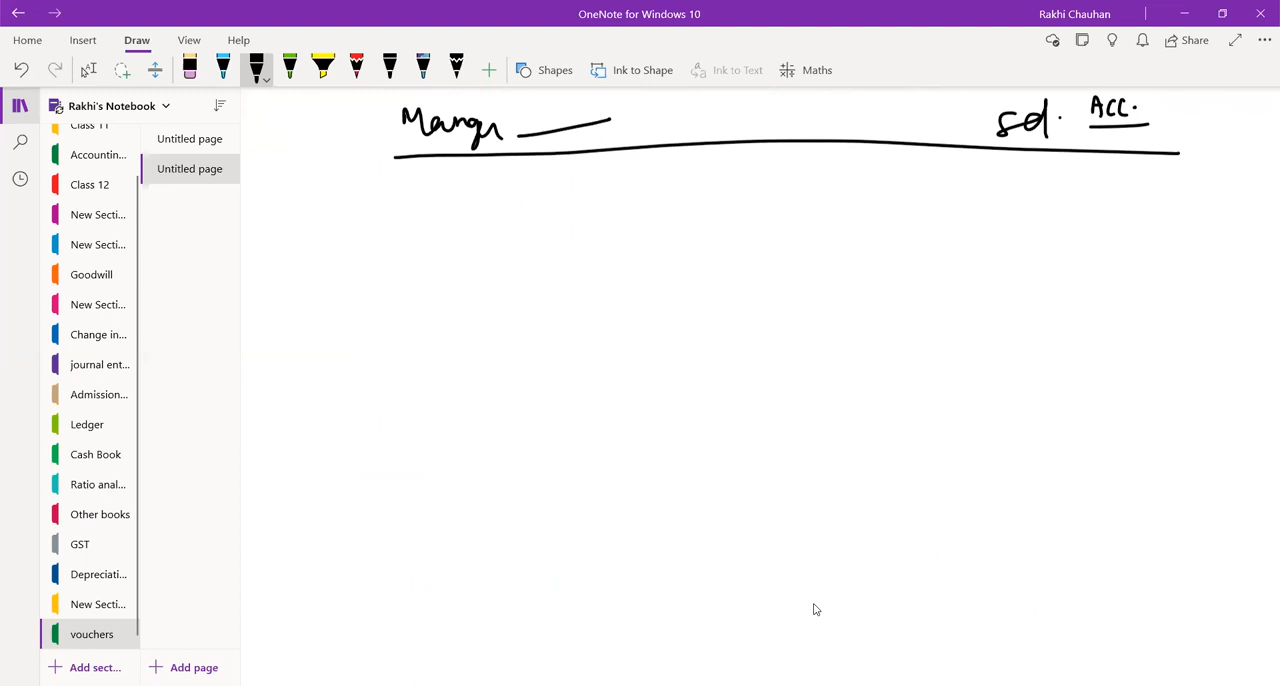 OneNote for Windows 10
Rakhi Chauhan
Home Insert Draw View Help
Share
Shapes Ink to Shape Ink to Text Maths
Rakhi's Notebook
Class 11
Accountin...
Class 12
New Secti...
New Secti...
Goodwill
New Secti...
Change in...
journal ent...
Admission...
Ledger
Cash Book
Ratio anal...
Other books
GST
Depreciati...
New Secti...
vouchers
Add sect...
Untitled page
Untitled page
Add page
sd. Acc.